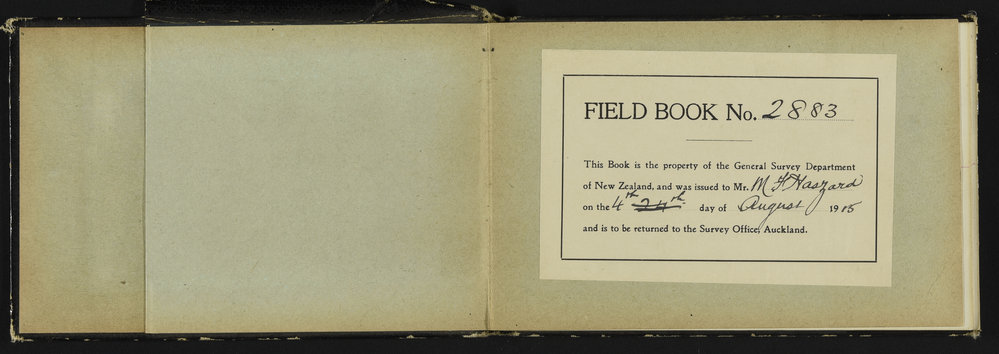 FIELD BOOK No. 2883
This Book is the property of the General Survey Department
of New Zealand, and was issued to Mr. M F Haszard
on the 4th 24th day of August 1915
and is to be returned to the Survey Office, Auckland.